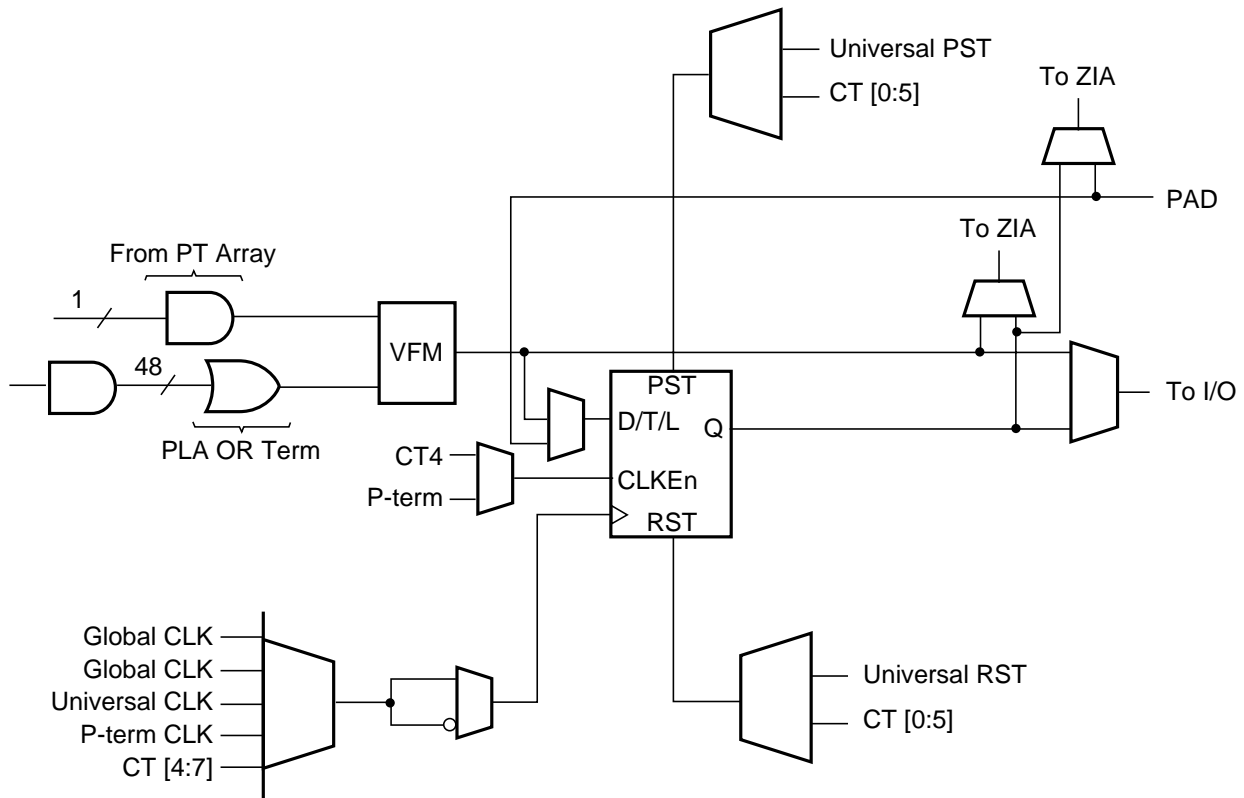 Universal PST
CT [0:5]
To ZIA
PAD
To ZIA
From PT Array
1
48
VFM
PLA OR Term
PST
D/T/L
Q
CLKEn
RST
To I/O
CT4
P-term
Global CLK
Global CLK
Universal CLK
P-term CLK
CT [4:7]
Universal RST
CT [0:5]